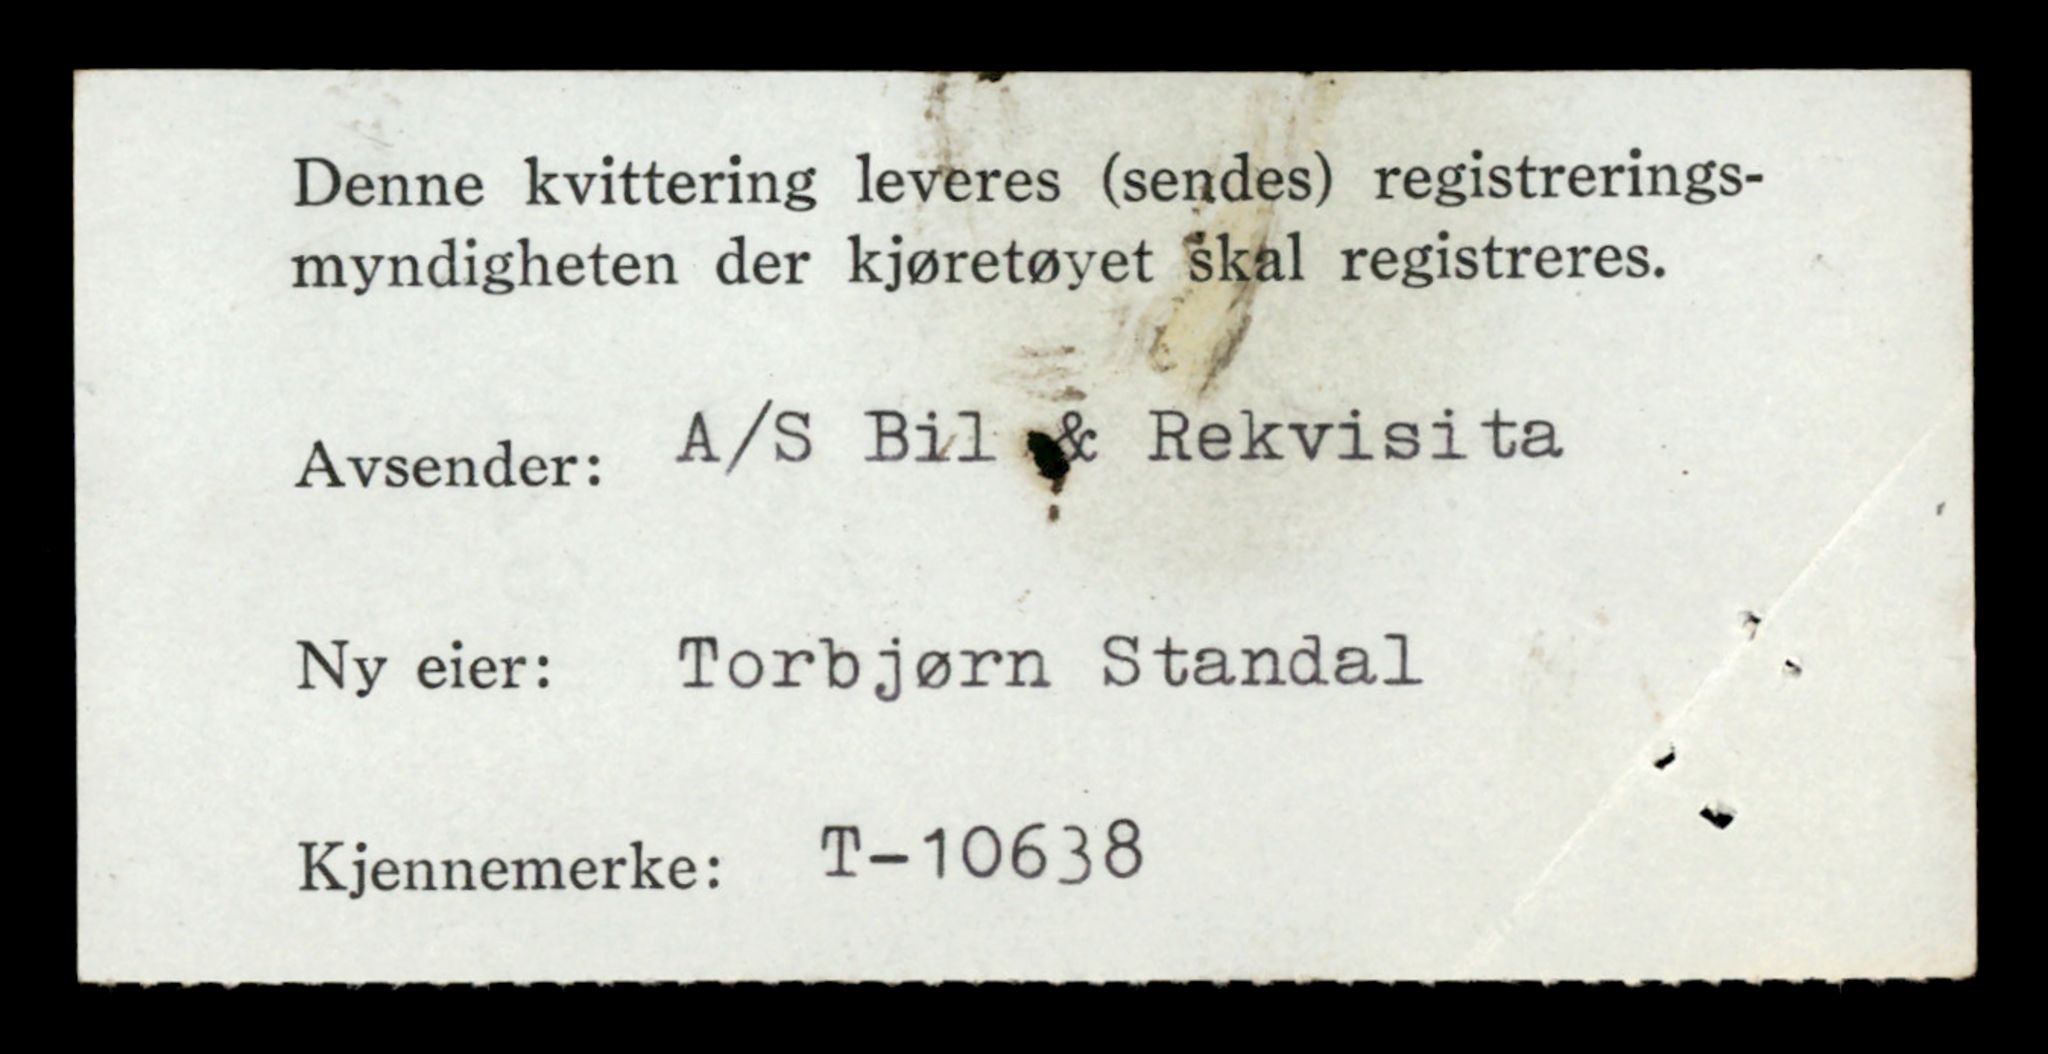 Denne kvittering leveres (sendes) registrerings-
myndigheten der kjøretøyet skal registreres.
Avsender: A/S Bil & Rekvisita
Ny eier: Torbjørn Standal
Kjennemerke: T-10638